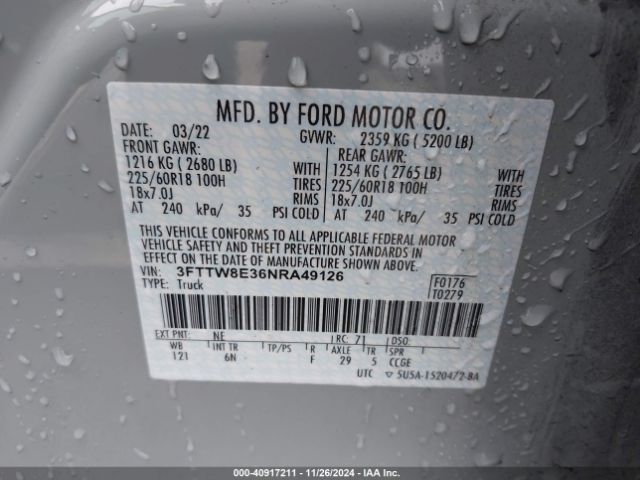 MFD. BY FORD MOTOR CO.
DATE: 03/22 GVWR: 2359 KG ( 5200 LB)
FRONT GAWR: REAR GAWR:
1216 KG ( 2680 LB) WITH 1254 KG ( 2765 LB) WITH
225/60R18 100H TIRES 225/60R18 100H TIRES
18x7.0J RIMS 18x7.0J RIMS
AT 240 kPa/ 35 PSI COLD AT 240 kPa/ 35 PSI COLD
THIS VEHICLE CONFORMS TO ALL APPLICABLE FEDERAL MOTOR
VEHICLE SAFETY AND THEFT PREVENTION STANDARDS IN
EFFECT ON THE DATE OF MANUFACTURE SHOWN ABOVE.
VIN: 3FTTW8E36NRA49126 F0176
TYPE: Truck T0279
EXT PNT: NE RC: 71 DSO:
WB INT TR TP/PS R AXLE TR SPR
121 6N F 29 5 CCGE
UTC 5U5A-1520472-BA
000-40917211 - 11/26/2024 - IAA Inc.